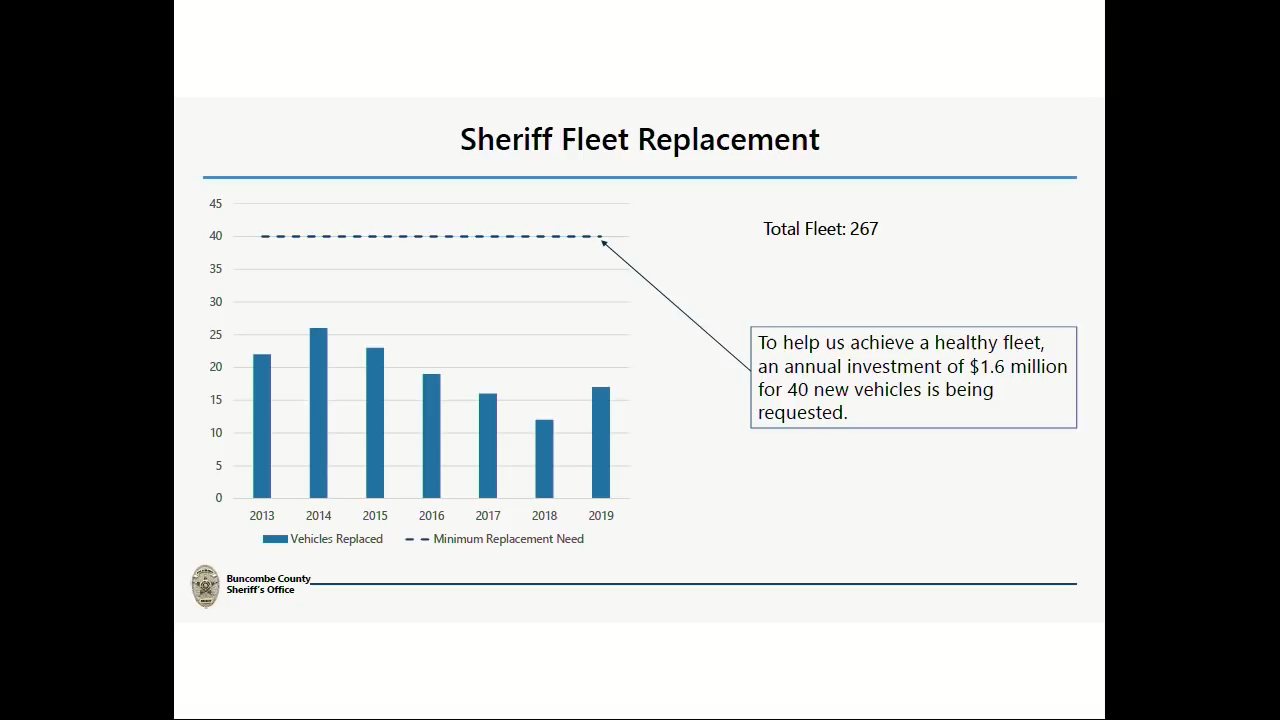 Sheriff Fleet Replacement
45
40
35
30
25
20
15
10
5
0
2013 2014 2015 2016 2017 2018 2019
Vehicles Replaced Minimum Replacement Need
Total Fleet: 267
To help us achieve a healthy fleet,
an annual investment of $1.6 million
for 40 new vehicles is being
requested.
Buncombe County
Sheriff's Office